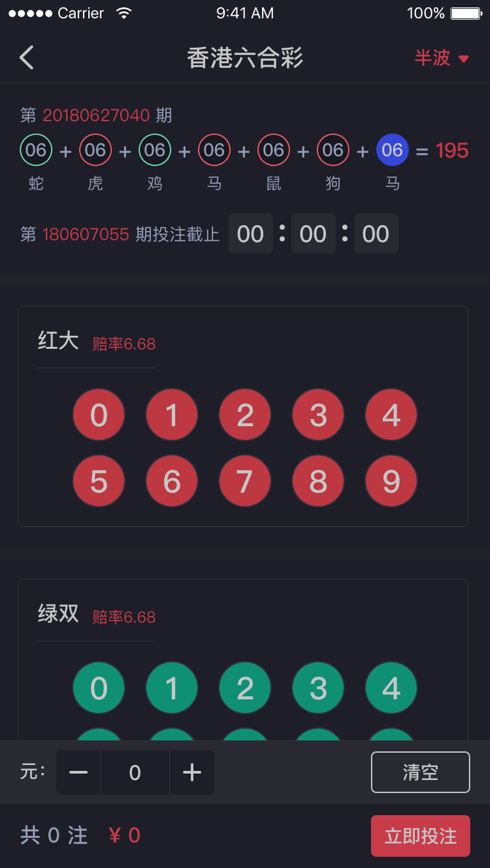 Carrier 9:41 AM 100%
香港六合彩 半波
第 20180627040 期
06 + 06 + 06 + 06 + 06 + 06 + 06 = 195
蛇 虎 鸡 马 鼠 狗 马
第 180607055 期投注截止 00 : 00 : 00
红大 赔率6.68
0 1 2 3 4
5 6 7 8 9
绿双 赔率6.68
0 1 2 3 4
元: − 0 + 清空
共 0 注 ¥ 0 立即投注